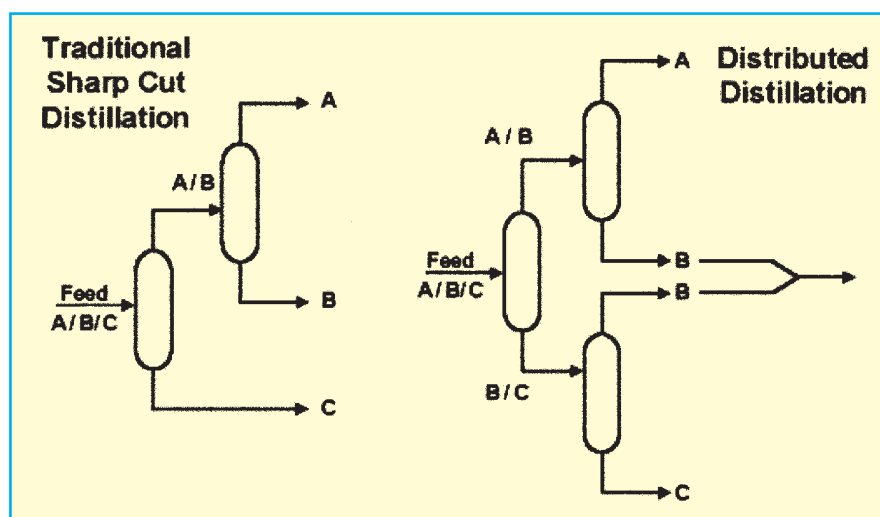 Traditional
Sharp Cut
Distillation
A
A/B
Feed
A/B/C
B
C
Distributed
Distillation
A
A/B
Feed
A/B/C
B
B
B/C
C